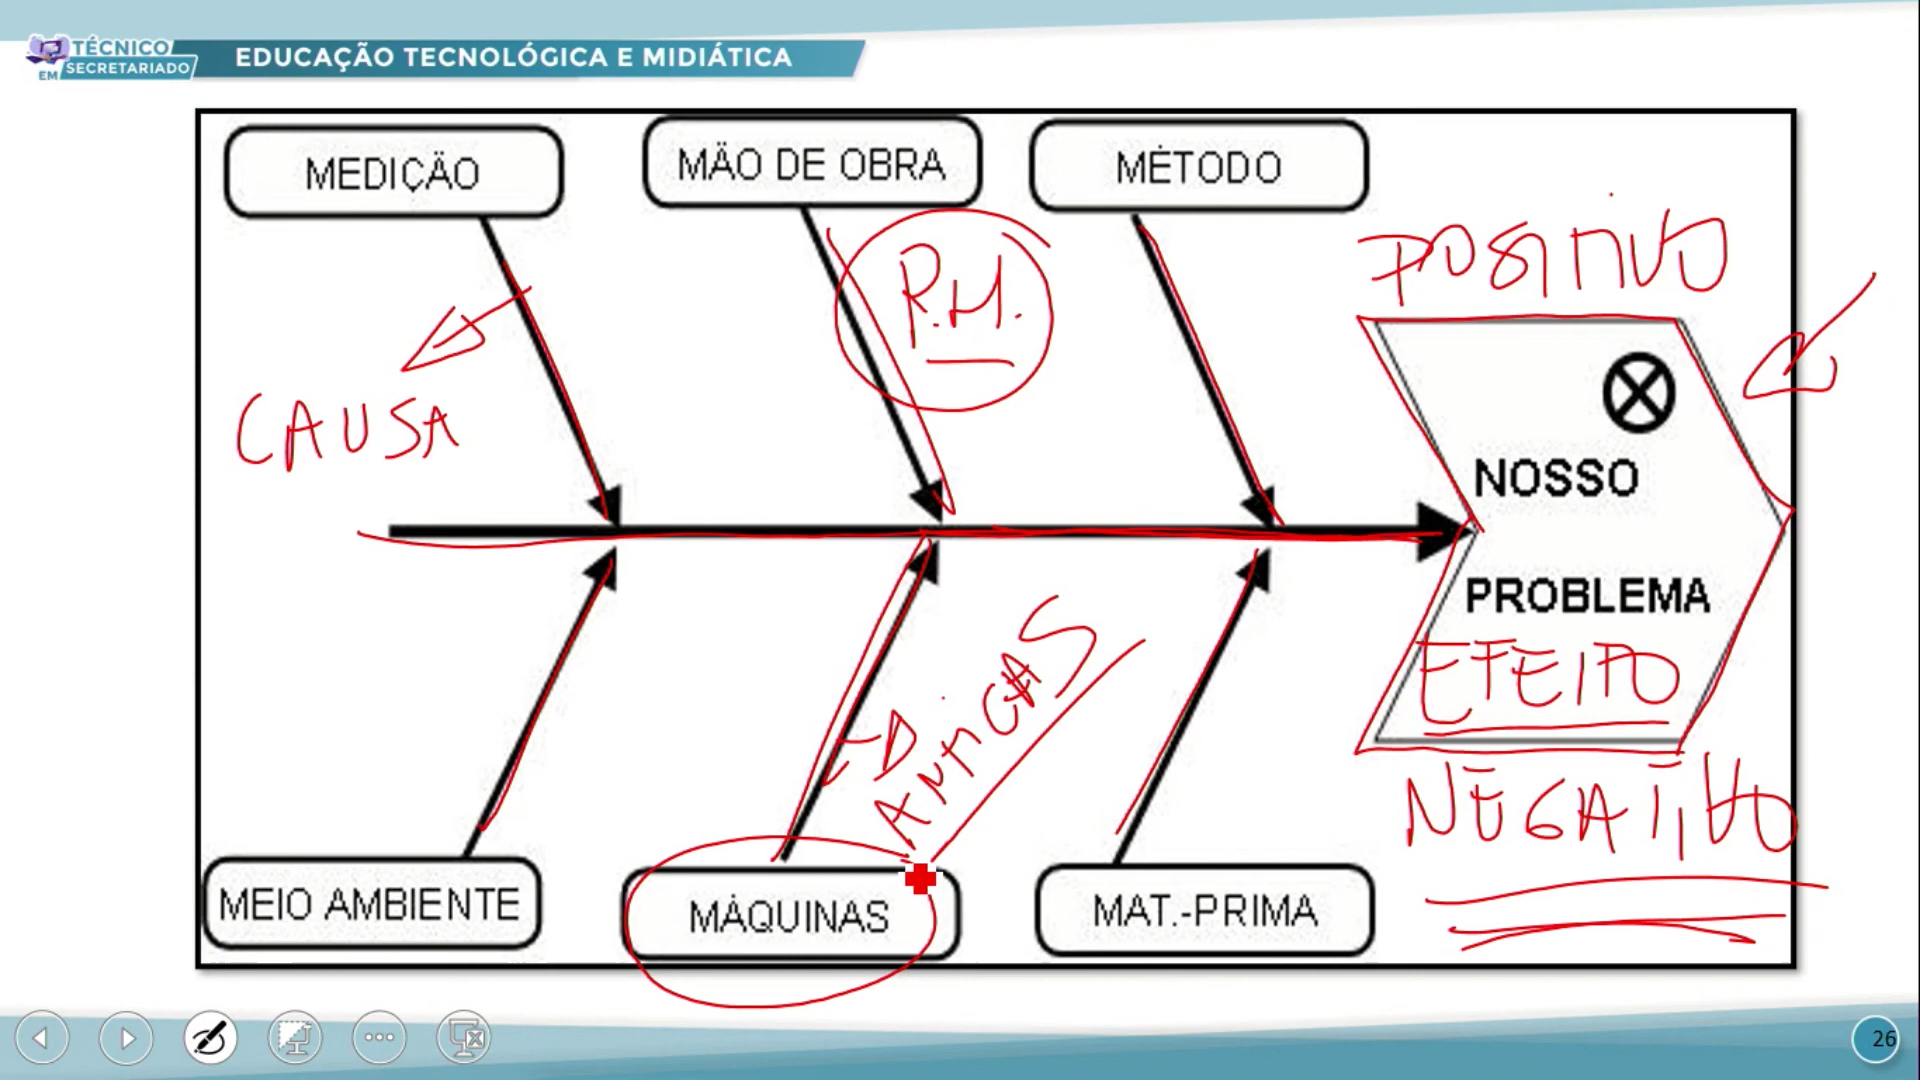 TÉCNICO
EM SECRETARIADO
EDUCAÇÃO TECNOLÓGICA E MIDIÁTICA
MEDIÇÃO
MÃO DE OBRA
MÉTODO
P.M.
POSITIVO
CAUSA
NOSSO
PROBLEMA
EFEITO
ANTIGAS
NEGATIVO
MEIO AMBIENTE
MÁQUINAS
MAT.-PRIMA
26